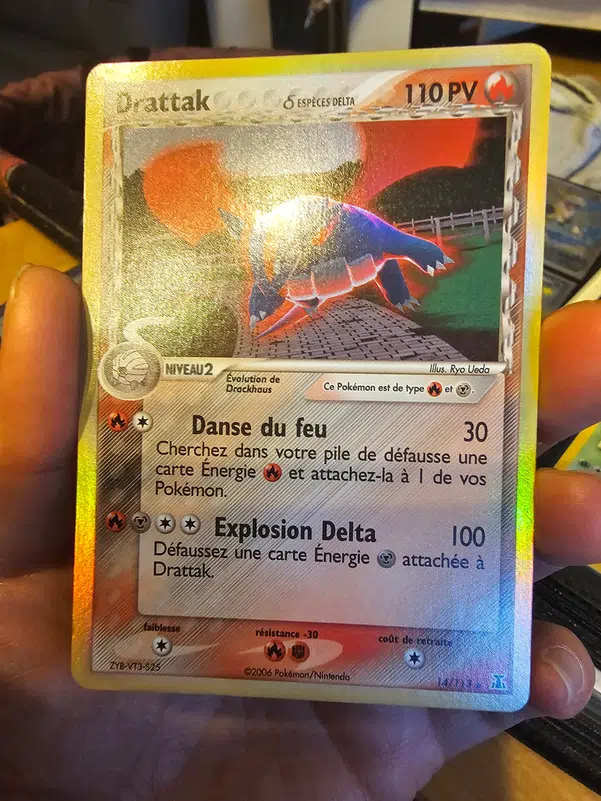 Drattak δ ESPÈCES DELTA 110 PV
Illus. Ryo Ueda
NIVEAU 2
Évolution de
Drackhaus
Ce Pokémon est de type et .
Danse du feu 30
Cherchez dans votre pile de défausse une
carte Énergie et attachez-la à 1 de vos
Pokémon.
Explosion Delta 100
Défaussez une carte Énergie attachée à
Drattak.
faiblesse résistance -30 coût de retraite
ZYB-VT3-S25
©2006 Pokémon/Nintendo
14/113